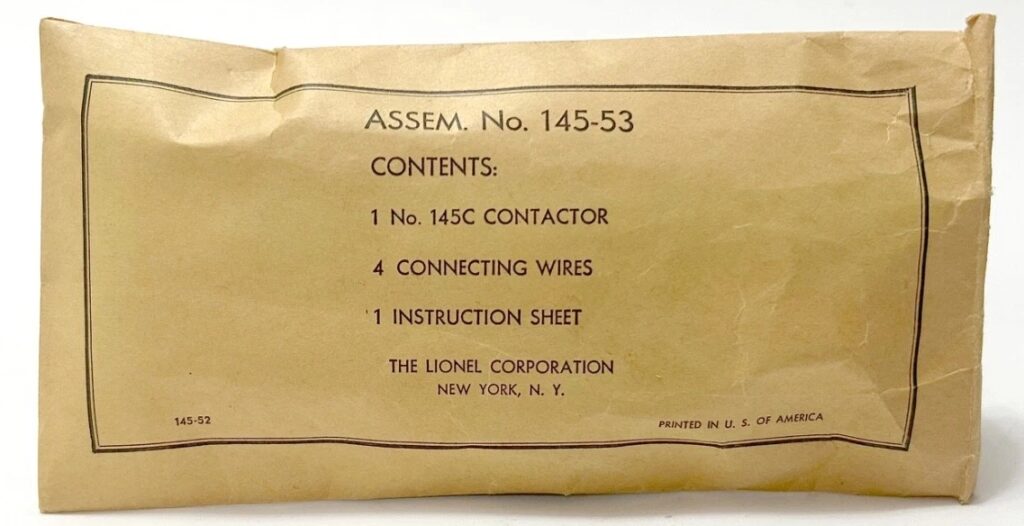 ASSEM. No. 145-53
CONTENTS:
1 No. 145C CONTACTOR
4 CONNECTING WIRES
1 INSTRUCTION SHEET
THE LIONEL CORPORATION
NEW YORK, N. Y.
145-52
PRINTED IN U. S. OF AMERICA